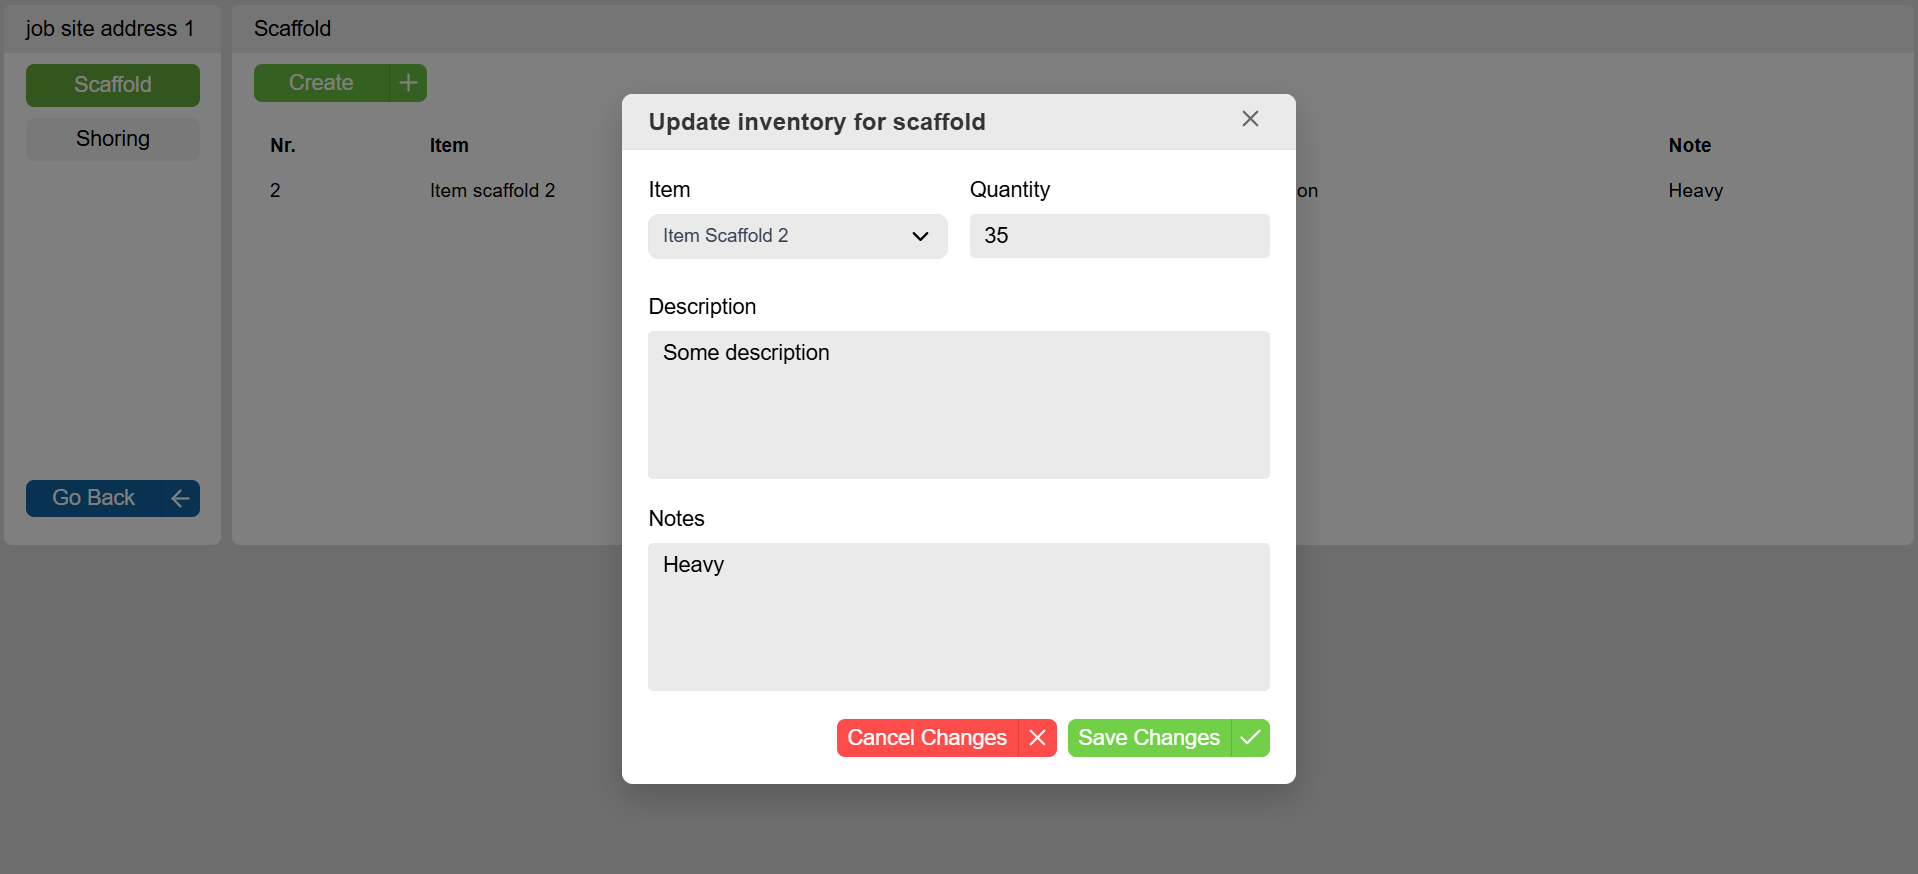 job site address 1
Scaffold
Shoring
Go Back
Scaffold
Create
Nr. Item Note
2 Item scaffold 2 on Heavy
Update inventory for scaffold
Item Quantity
Item Scaffold 2 35
Description
Some description
Notes
Heavy
Cancel Changes Save Changes